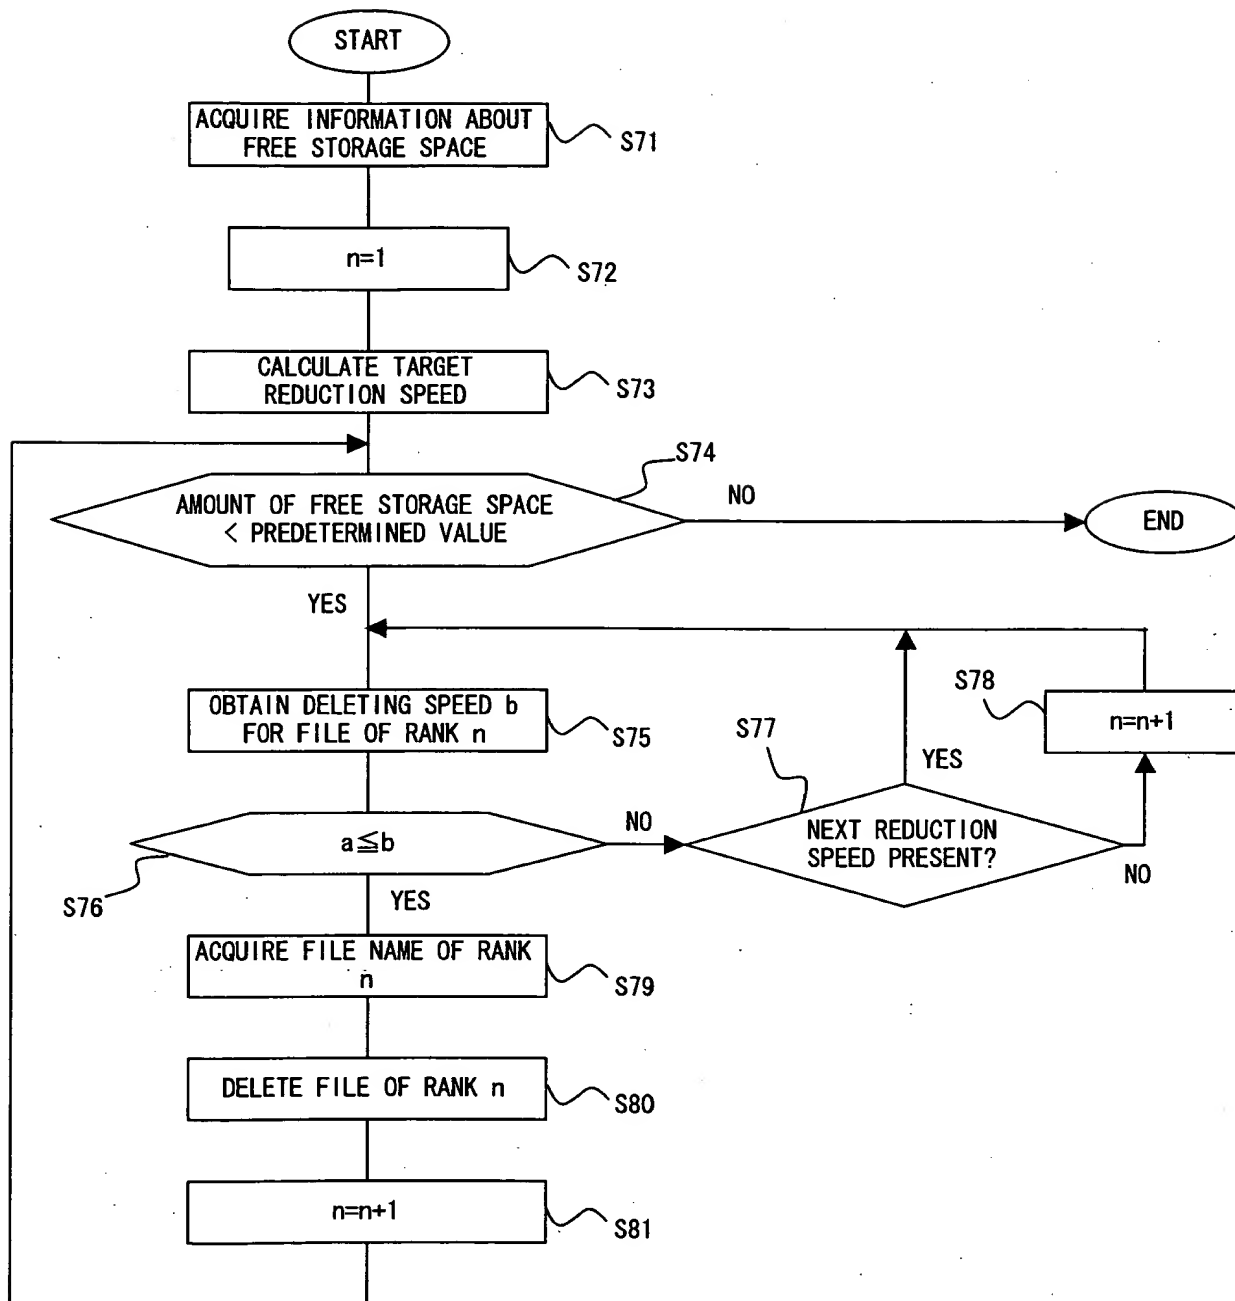 START
ACQUIRE INFORMATION ABOUT
FREE STORAGE SPACE
S71
n=1
S72
CALCULATE TARGET
REDUCTION SPEED
S73
S74
AMOUNT OF FREE STORAGE SPACE
< PREDETERMINED VALUE
NO
END
YES
OBTAIN DELETING SPEED b
FOR FILE OF RANK n
S75
S78
n=n+1
S77
YES
a≦b
NO
NEXT REDUCTION
SPEED PRESENT?
NO
S76
YES
ACQUIRE FILE NAME OF RANK
n
S79
DELETE FILE OF RANK n
S80
n=n+1
S81